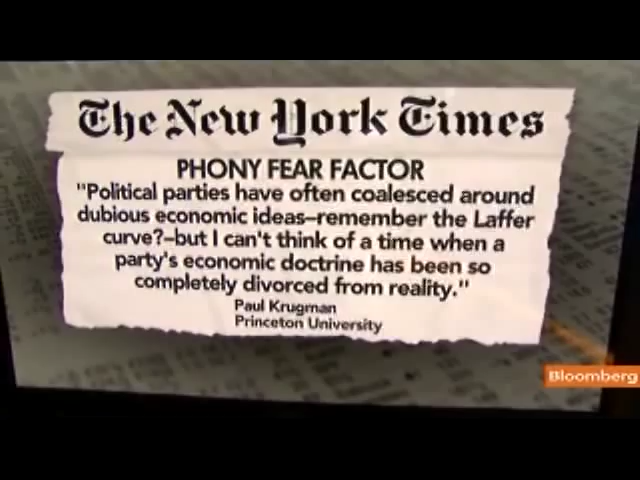 The New York Times
PHONY FEAR FACTOR
"Political parties have often coalesced around
dubious economic ideas–remember the Laffer
curve?–but I can't think of a time when a
party's economic doctrine has been so
completely divorced from reality."
Paul Krugman
Princeton University
Bloomberg